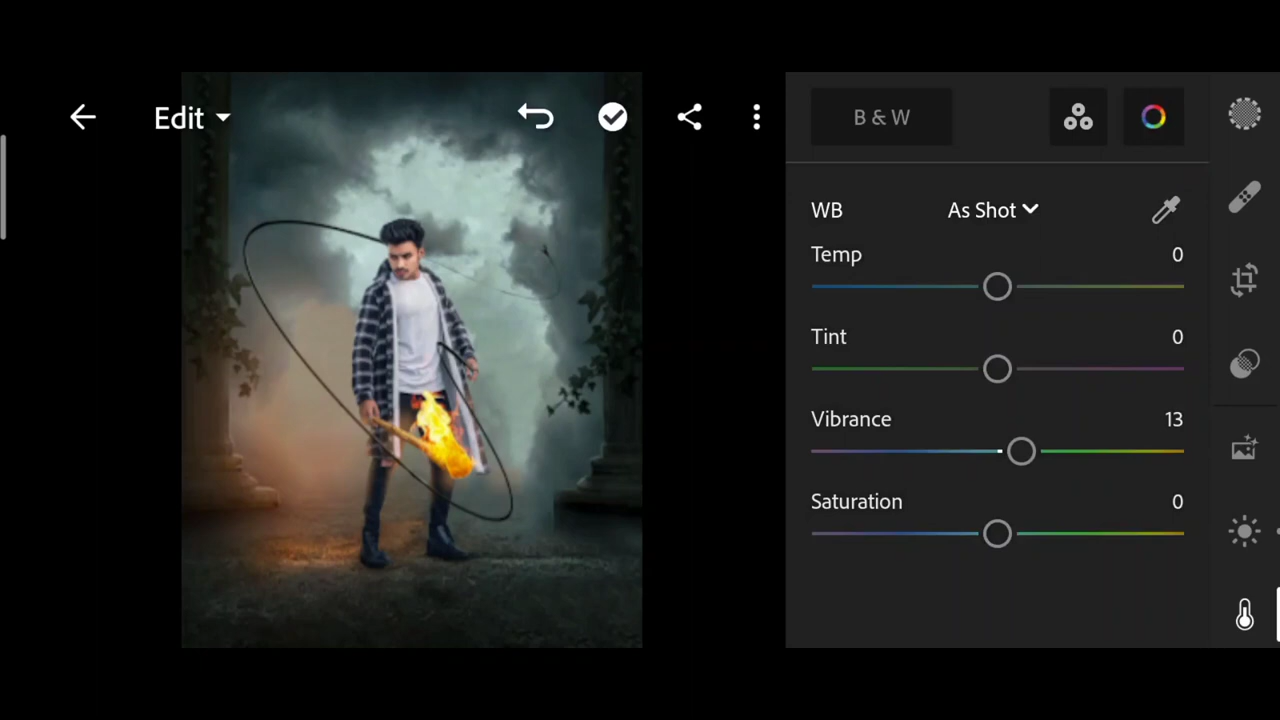 Edit
B & W
WB As Shot
Temp 0
Tint 0
Vibrance 13
Saturation 0